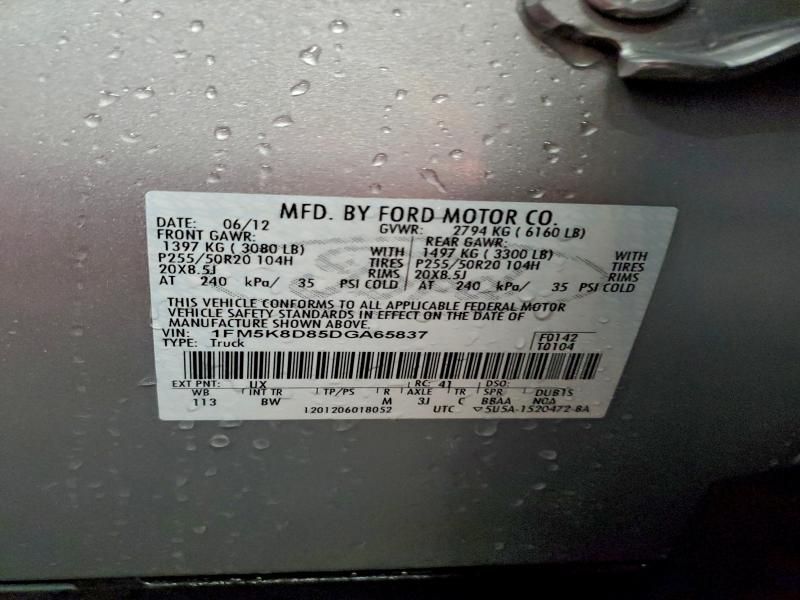 MFD. BY FORD MOTOR CO.
DATE: 06/12 GVWR: 2794 KG ( 6160 LB)
FRONT GAWR: REAR GAWR:
1397 KG ( 3080 LB) WITH 1497 KG ( 3300 LB) WITH
P255/50R20 104H TIRES P255/50R20 104H TIRES
20X8.5J RIMS 20X8.5J RIMS
AT 240 kPa/ 35 PSI COLD AT 240 kPa/ 35 PSI COLD
THIS VEHICLE CONFORMS TO ALL APPLICABLE FEDERAL MOTOR
VEHICLE SAFETY STANDARDS IN EFFECT ON THE DATE OF
MANUFACTURE SHOWN ABOVE.
VIN: 1FM5K8D85DGA65837 F0142
TYPE: Truck T0104
EXT PNT: UX RC: 41 DSO:
WB INT TR TP/PS R AXLE TR SPR DUB1S
113 BW M 3J C BBAA NCA
1201206018052 UTC ▽5U5A-1520472-BA